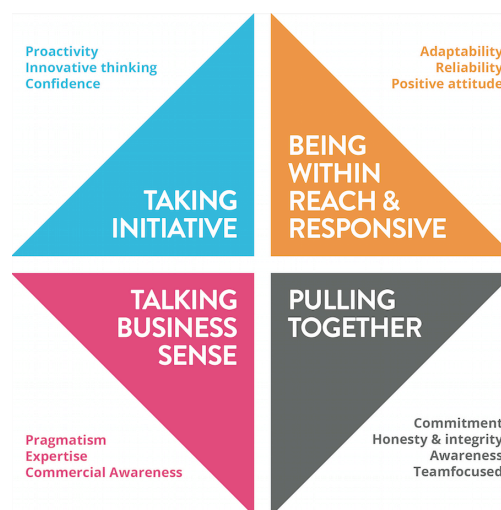 Proactivity
Innovative thinking
Confidence
TAKING
INITIATIVE
Adaptability
Reliability
Positive attitude
BEING
WITHIN
REACH &
RESPONSIVE
TALKING
BUSINESS
SENSE
Pragmatism
Expertise
Commercial Awareness
PULLING
TOGETHER
Commitment
Honesty & integrity
Awareness
Teamfocused